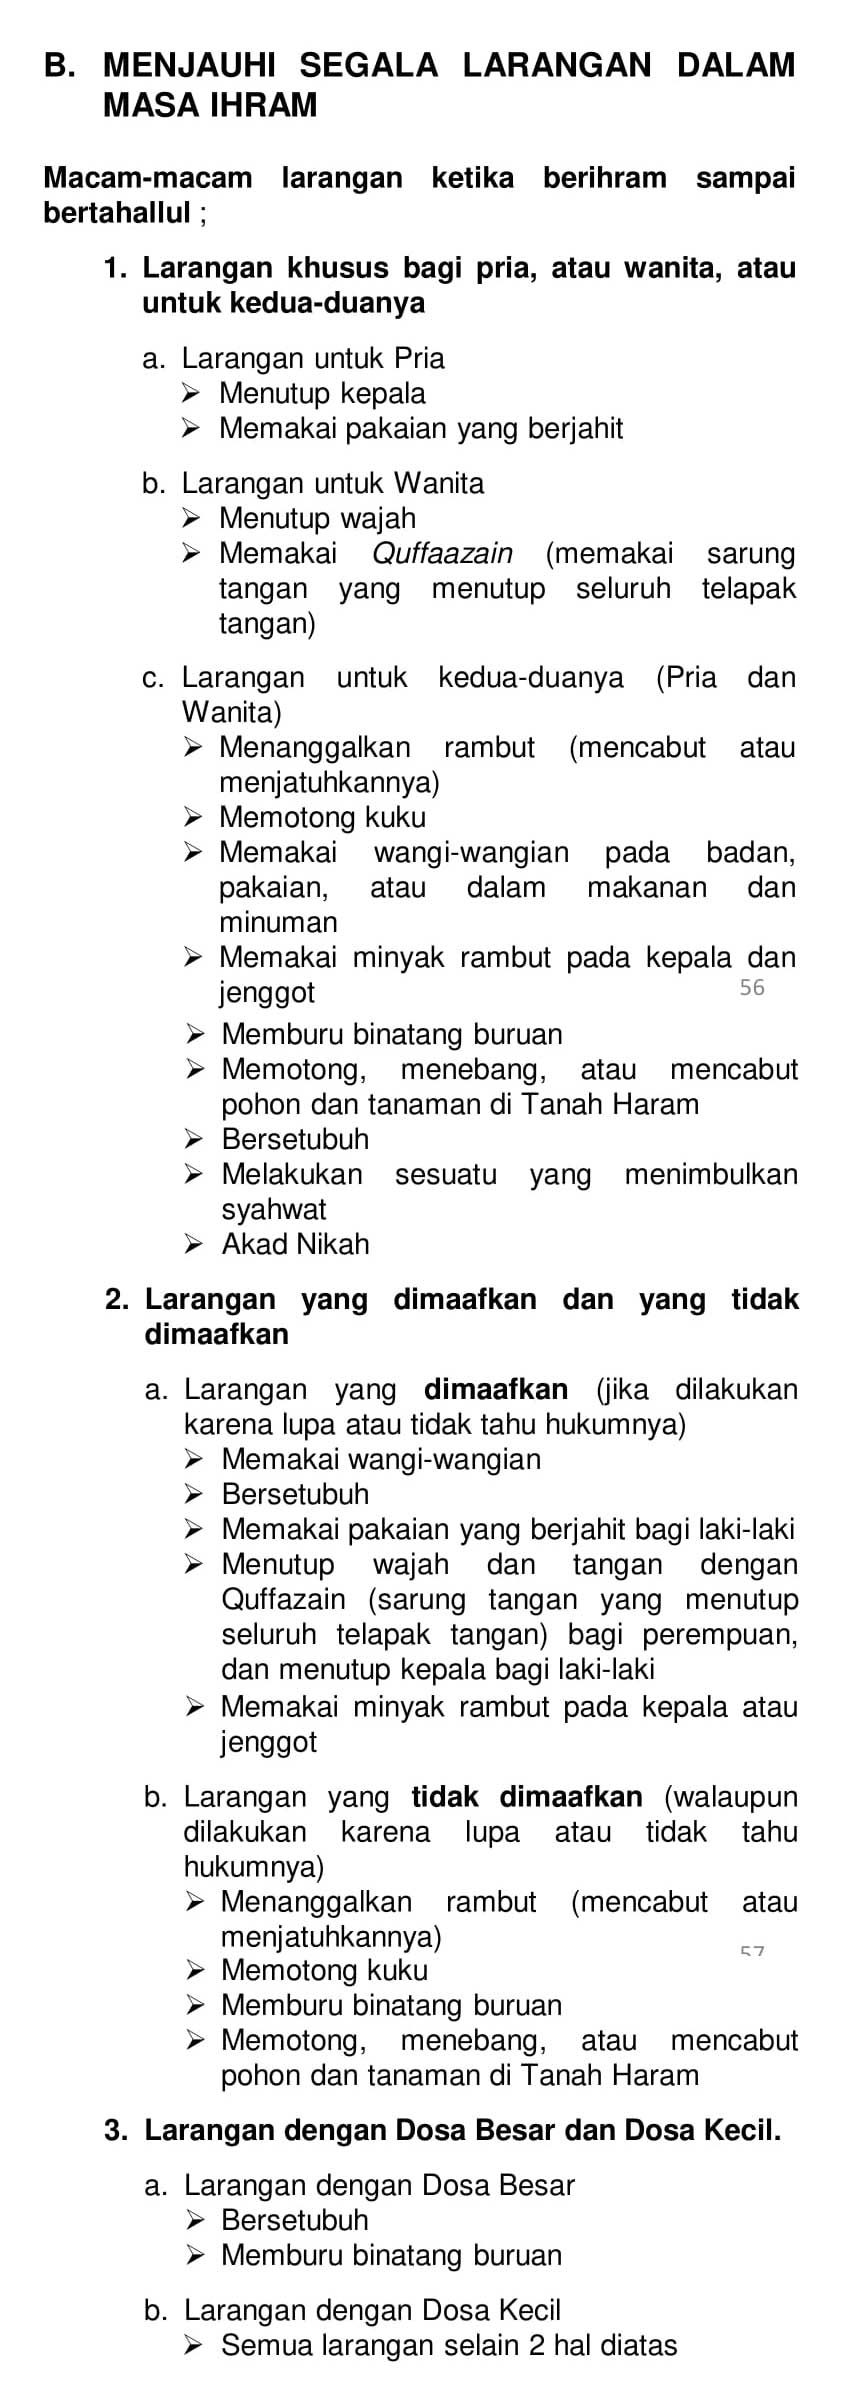 B. MENJAUHI SEGALA LARANGAN DALAM
MASA IHRAM
Macam-macam larangan ketika berihram sampai
bertahallul ;
1. Larangan khusus bagi pria, atau wanita, atau
untuk kedua-duanya
a. Larangan untuk Pria
➢ Menutup kepala
➢ Memakai pakaian yang berjahit
b. Larangan untuk Wanita
➢ Menutup wajah
➢ Memakai Quffaazain (memakai sarung
tangan yang menutup seluruh telapak
tangan)
c. Larangan untuk kedua-duanya (Pria dan
Wanita)
➢ Menanggalkan rambut (mencabut atau
menjatuhkannya)
➢ Memotong kuku
➢ Memakai wangi-wangian pada badan,
pakaian, atau dalam makanan dan
minuman
➢ Memakai minyak rambut pada kepala dan
jenggot
56
➢ Memburu binatang buruan
➢ Memotong, menebang, atau mencabut
pohon dan tanaman di Tanah Haram
➢ Bersetubuh
➢ Melakukan sesuatu yang menimbulkan
syahwat
➢ Akad Nikah
2. Larangan yang dimaafkan dan yang tidak
dimaafkan
a. Larangan yang dimaafkan (jika dilakukan
karena lupa atau tidak tahu hukumnya)
➢ Memakai wangi-wangian
➢ Bersetubuh
➢ Memakai pakaian yang berjahit bagi laki-laki
➢ Menutup wajah dan tangan dengan
Quffazain (sarung tangan yang menutup
seluruh telapak tangan) bagi perempuan,
dan menutup kepala bagi laki-laki
➢ Memakai minyak rambut pada kepala atau
jenggot
b. Larangan yang tidak dimaafkan (walaupun
dilakukan karena lupa atau tidak tahu
hukumnya)
➢ Menanggalkan rambut (mencabut atau
menjatuhkannya)
57
➢ Memotong kuku
➢ Memburu binatang buruan
➢ Memotong, menebang, atau mencabut
pohon dan tanaman di Tanah Haram
3. Larangan dengan Dosa Besar dan Dosa Kecil.
a. Larangan dengan Dosa Besar
➢ Bersetubuh
➢ Memburu binatang buruan
b. Larangan dengan Dosa Kecil
➢ Semua larangan selain 2 hal diatas